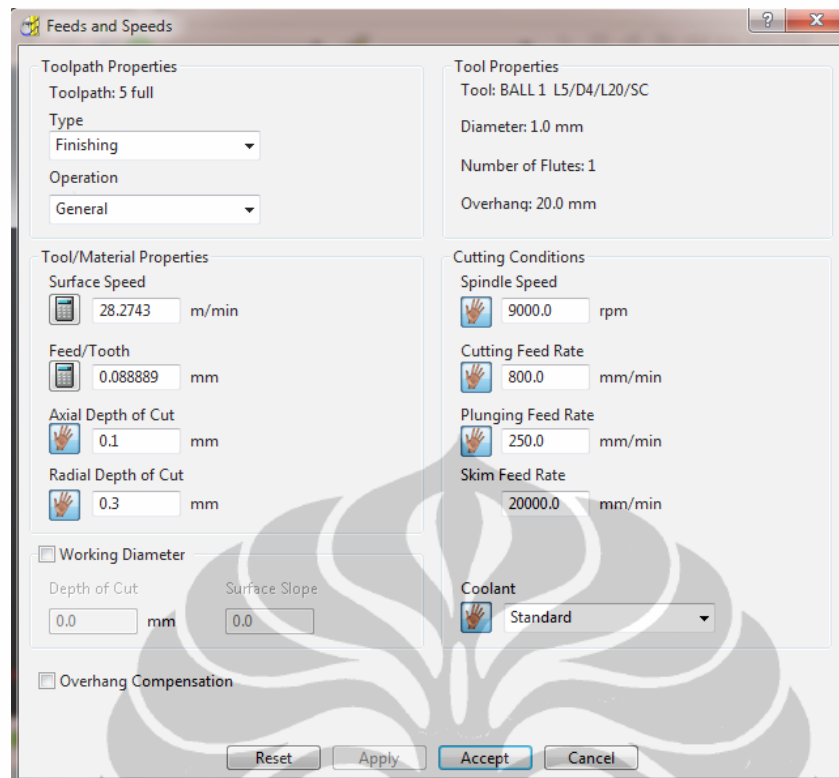 Feeds and Speeds
Toolpath Properties
Toolpath: 5 full
Type
Finishing
Operation
General
Tool Properties
Tool: BALL 1 L5/D4/L20/SC
Diameter: 1.0 mm
Number of Flutes: 1
Overhang: 20.0 mm
Tool/Material Properties
Surface Speed
28.2743 m/min
Feed/Tooth
0.088889 mm
Axial Depth of Cut
0.1 mm
Radial Depth of Cut
0.3 mm
Cutting Conditions
Spindle Speed
9000.0 rpm
Cutting Feed Rate
800.0 mm/min
Plunging Feed Rate
250.0 mm/min
Skim Feed Rate
20000.0 mm/min
Working Diameter
Depth of Cut Surface Slope
0.0 mm 0.0
Coolant
Standard
Overhang Compensation
Reset Apply Accept Cancel